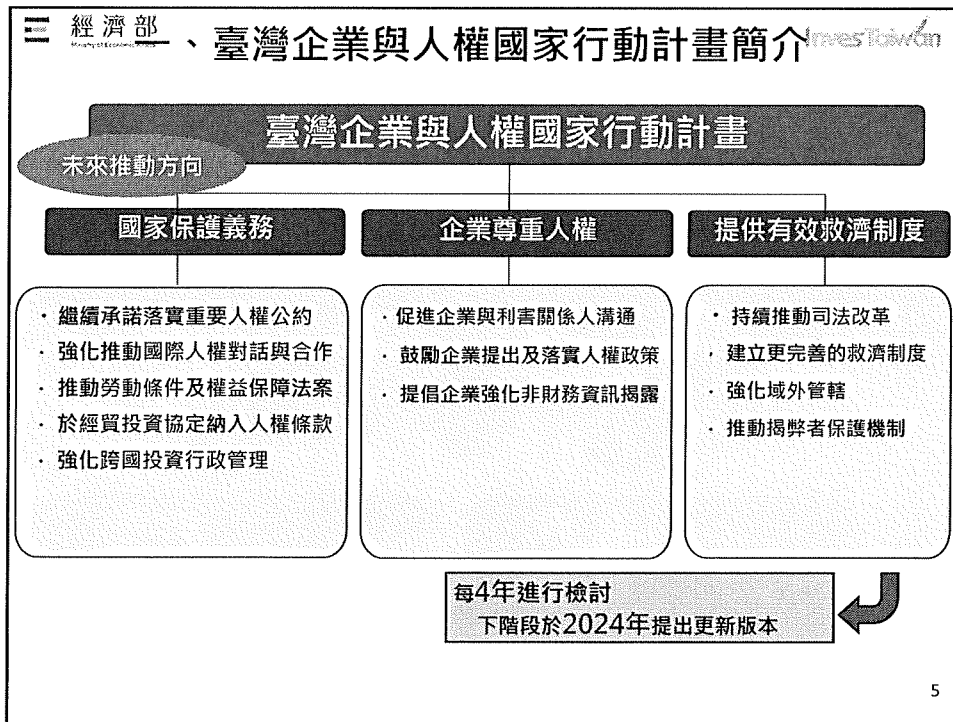 經濟部
一、臺灣企業與人權國家行動計畫簡介
InvesTaiwan
臺灣企業與人權國家行動計畫
未來推動方向
國家保護義務
· 繼續承諾落實重要人權公約
· 強化推動國際人權對話與合作
· 推動勞動條件及權益保障法案
· 於經貿投資協定納入人權條款
· 強化跨國投資行政管理
企業尊重人權
· 促進企業與利害關係人溝通
· 鼓勵企業提出及落實人權政策
· 提倡企業強化非財務資訊揭露
提供有效救濟制度
· 持續推動司法改革
· 建立更完善的救濟制度
· 強化域外管轄
· 推動揭弊者保護機制
每4年進行檢討
下階段於2024年提出更新版本
5